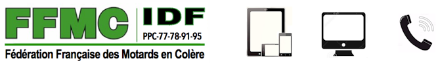 FFMC IDF
PPC-77-78-91-95
Fédération Française des Motards en Colère